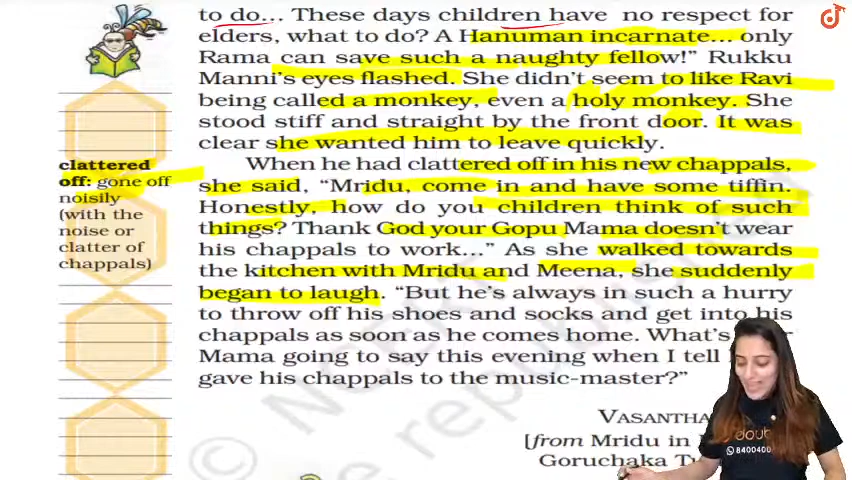 to do... These days children have no respect for
elders, what to do? A Hanuman incarnate... only
Rama can save such a naughty fellow!” Rukku
Manni's eyes flashed. She didn't seem to like Ravi
being called a monkey, even a holy monkey. She
stood stiff and straight by the front door. It was
clear she wanted him to leave quickly.
When he had clattered off in his new chappals,
she said, “Mridu, come in and have some tiffin.
Honestly, how do you children think of such
things? Thank God your Gopu Mama doesn't wear
his chappals to work...” As she walked towards
the kitchen with Mridu and Meena, she suddenly
began to laugh. “But he's always in such a hurry
to throw off his shoes and socks and get into his
chappals as soon as he comes home. What's
Mama going to say this evening when I tell
gave his chappals to the music-master?”
VASANTHA
[from Mridu in
Goruchaka
clattered
off: gone off
noisily
(with the
noise or
clatter of
chappals)
© NCERT
republished